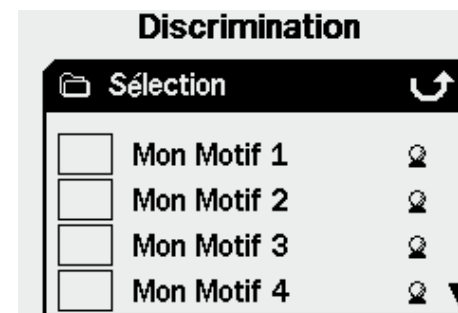 Discrimination
Sélection
Mon Motif 1
Mon Motif 2
Mon Motif 3
Mon Motif 4